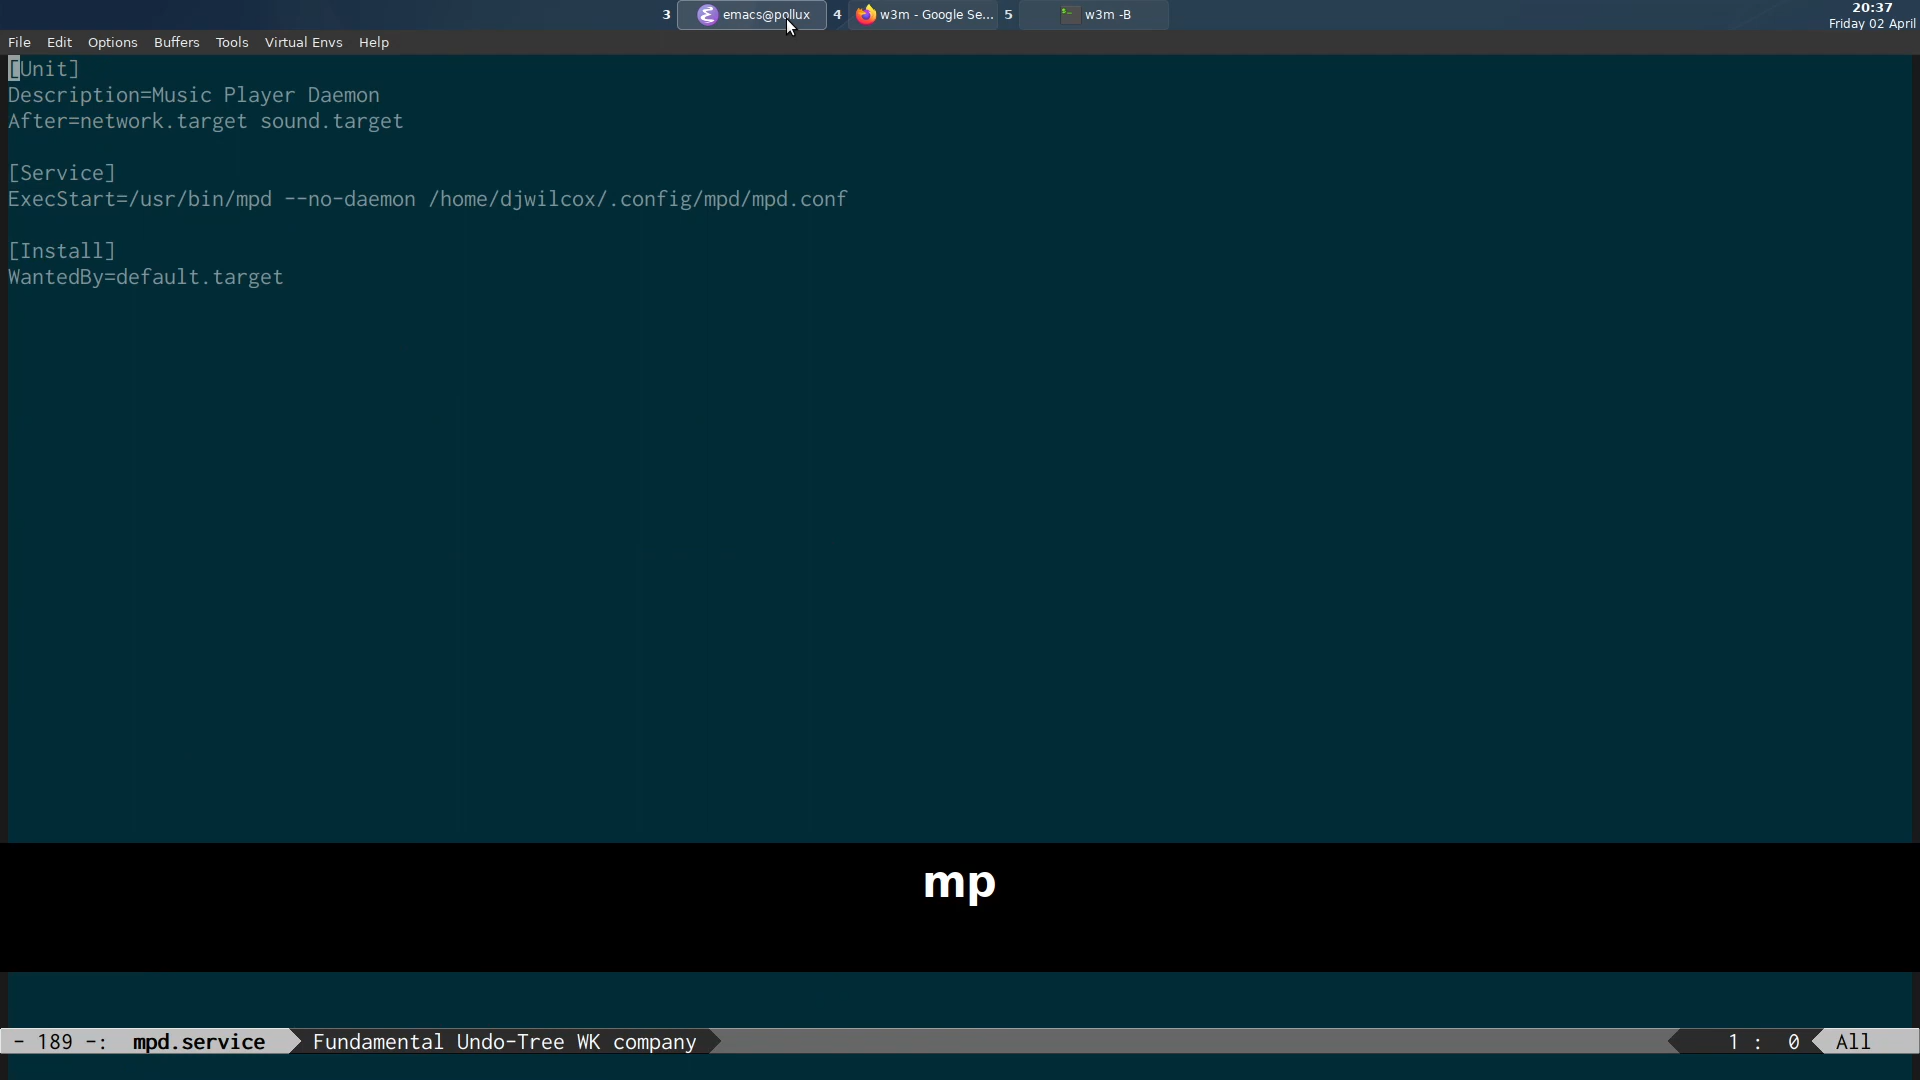 3 emacs@pollux 4 w3m - Google Se... 5 w3m -B
20:37
Friday 02 April
File Edit Options Buffers Tools Virtual Envs Help
[Unit]
Description=Music Player Daemon
After=network.target sound.target
[Service]
ExecStart=/usr/bin/mpd --no-daemon /home/djwilcox/.config/mpd/mpd.conf
[Install]
WantedBy=default.target
mp
- 189 -: mpd.service Fundamental Undo-Tree WK company 1 : 0 All